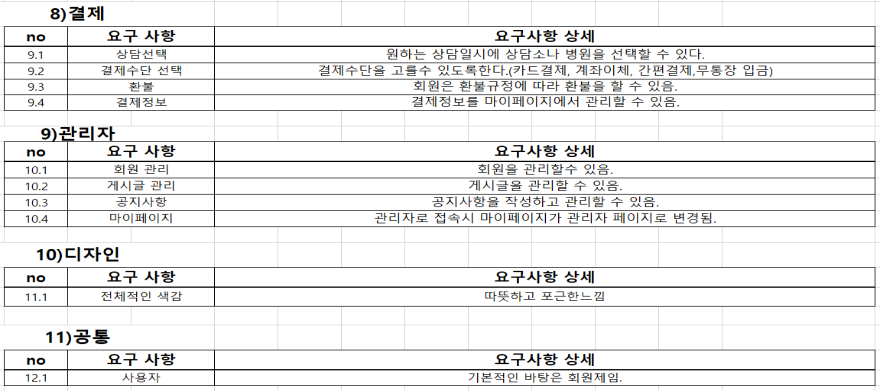 8)결제
no 요구 사항 요구사항 상세
9.1 상담선택 원하는 상담일시에 상담소나 병원을 선택할 수 있다.
9.2 결제수단 선택 결제수단을 고를수 있도록한다.(카드결제, 계좌이체, 간편결제,무통장 입금)
9.3 환불 회원은 환불규정에 따라 환불을 할 수 있음.
9.4 결제정보 결제정보를 마이페이지에서 관리할 수 있음.
9)관리자
no 요구 사항 요구사항 상세
10.1 회원 관리 회원을 관리할수 있음.
10.2 게시글 관리 게시글을 관리할 수 있음.
10.3 공지사항 공지사항을 작성하고 관리할 수 있음.
10.4 마이페이지 관리자로 접속시 마이페이지가 관리자 페이지로 변경됨.
10)디자인
no 요구 사항 요구사항 상세
11.1 전체적인 색감 따뜻하고 포근한느낌
11)공통
no 요구 사항 요구사항 상세
12.1 사용자 기본적인 바탕은 회원제임.